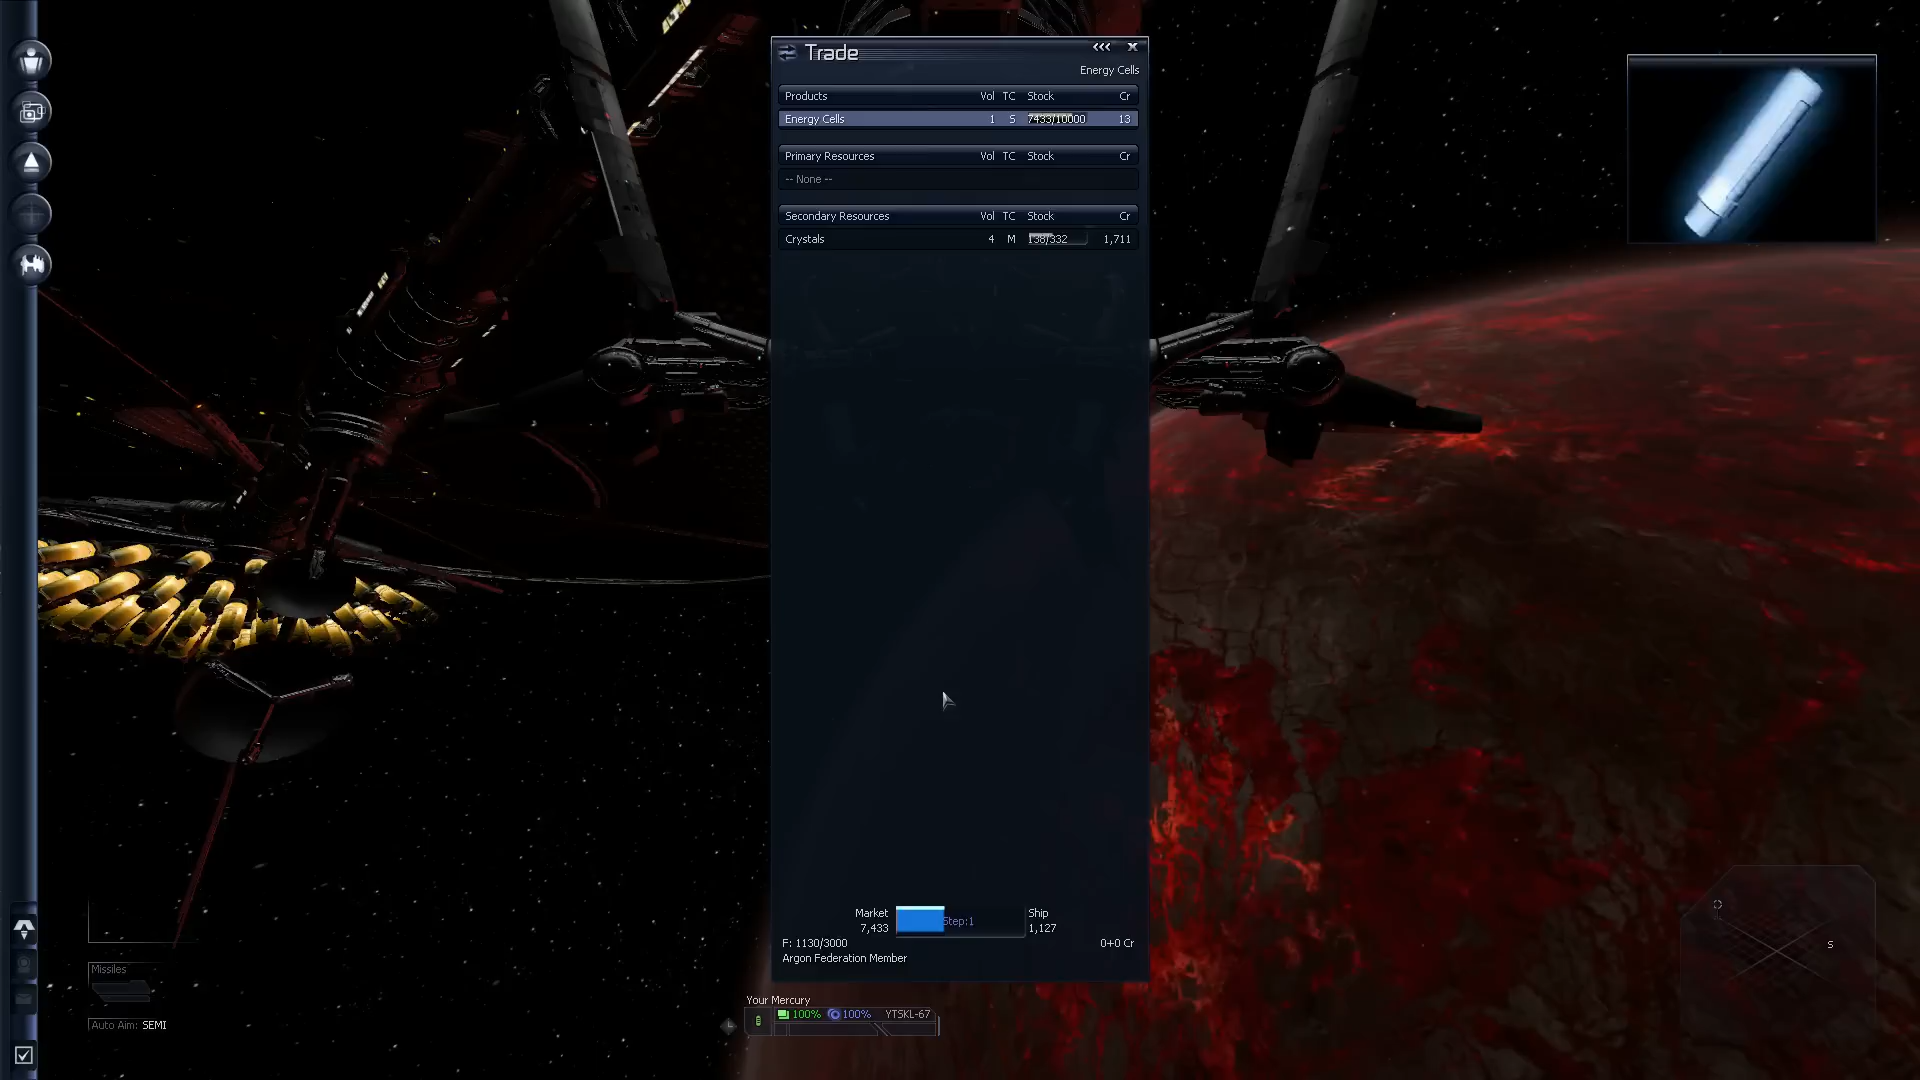 Trade
Energy Cells
Products Vol TC Stock Cr
Energy Cells 1 S 7433/10000 13
Primary Resources Vol TC Stock Cr
-- None --
Secondary Resources Vol TC Stock Cr
Crystals 4 M 138/332 1,711
Market Step:1 Ship
7,433 1,127
F: 1130/3000 0+0 Cr
Argon Federation Member
Missiles
Auto Aim: SEMI
Your Mercury
100% 100% YTSKL-67
S